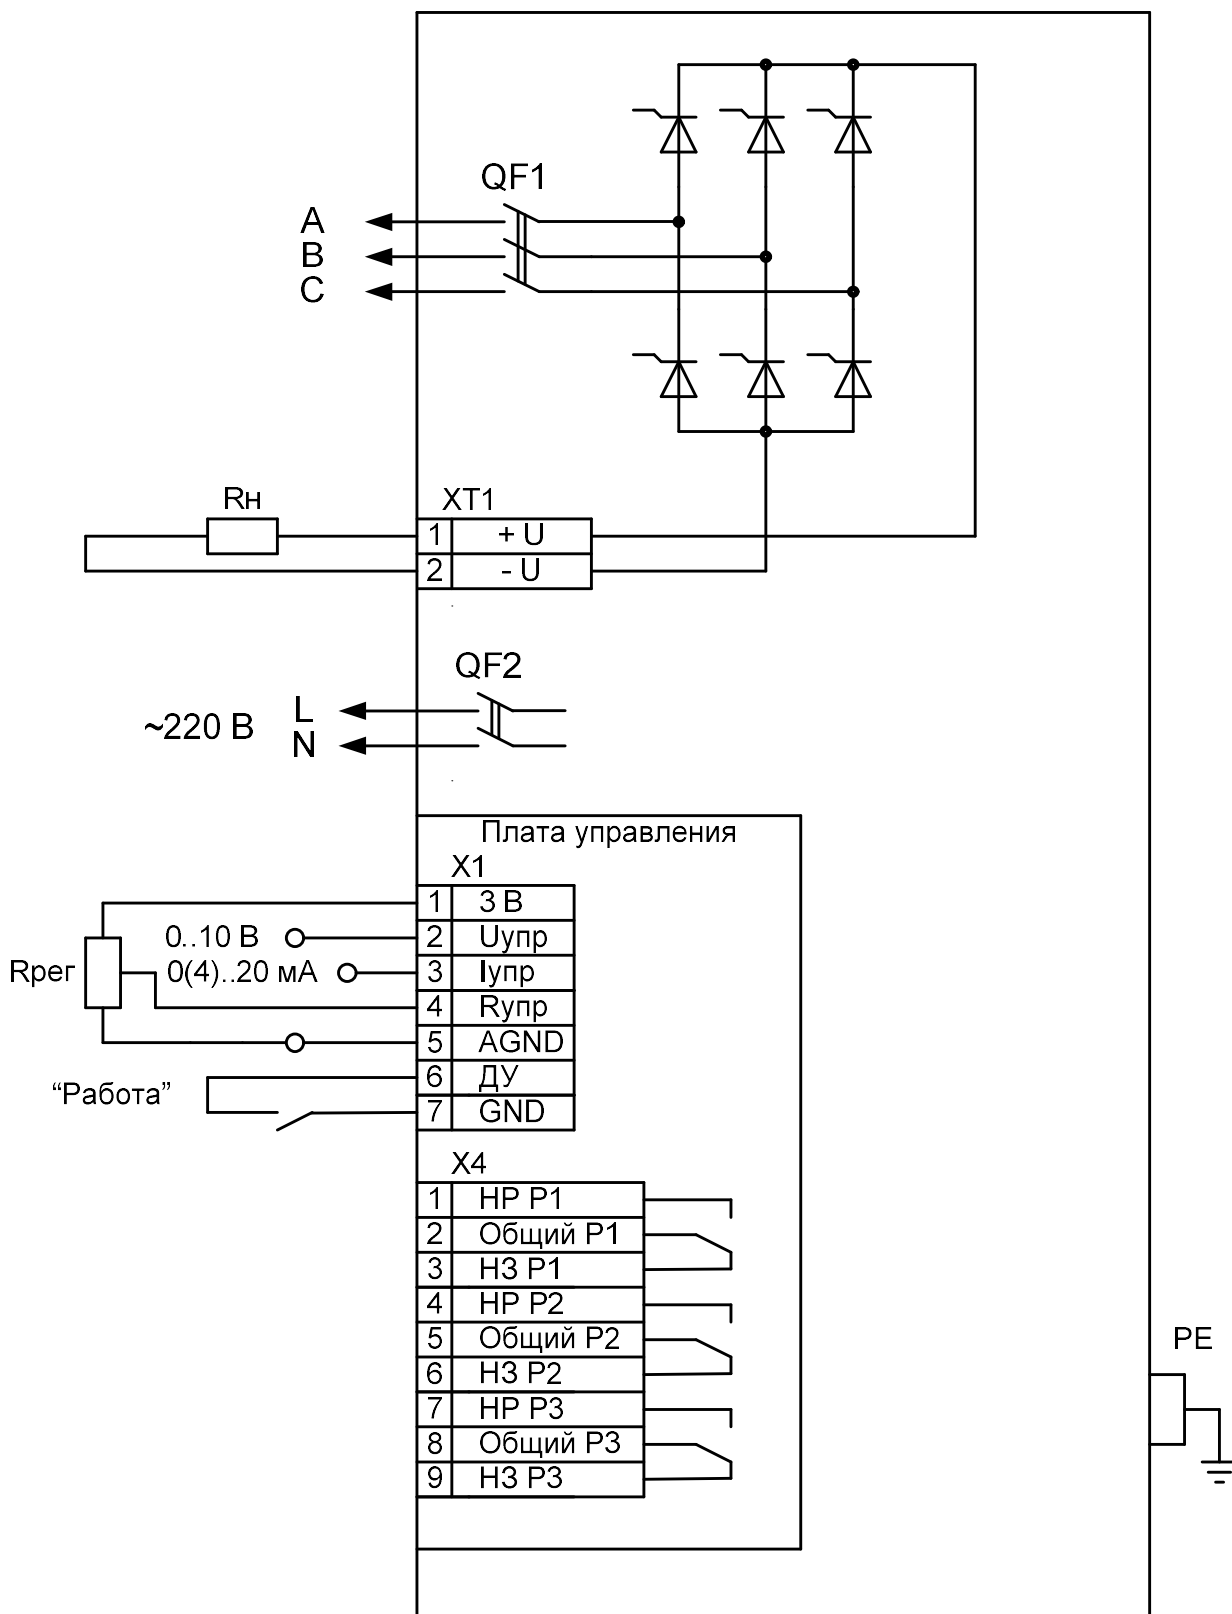 QF1
A
B
C
Rн
XT1
1 + U
2 - U
QF2
~220 В
L
N
Плата управления
X1
1 3 В
0..10 В 2 Uупр
Rрег 0(4)..20 мА 3 Iупр
4 Rупр
5 AGND
“Работа” 6 ДУ
7 GND
X4
1 НР Р1
2 Общий Р1
3 НЗ Р1
4 НР Р2
5 Общий Р2
6 НЗ Р2
7 НР Р3
8 Общий Р3
9 НЗ Р3
PE